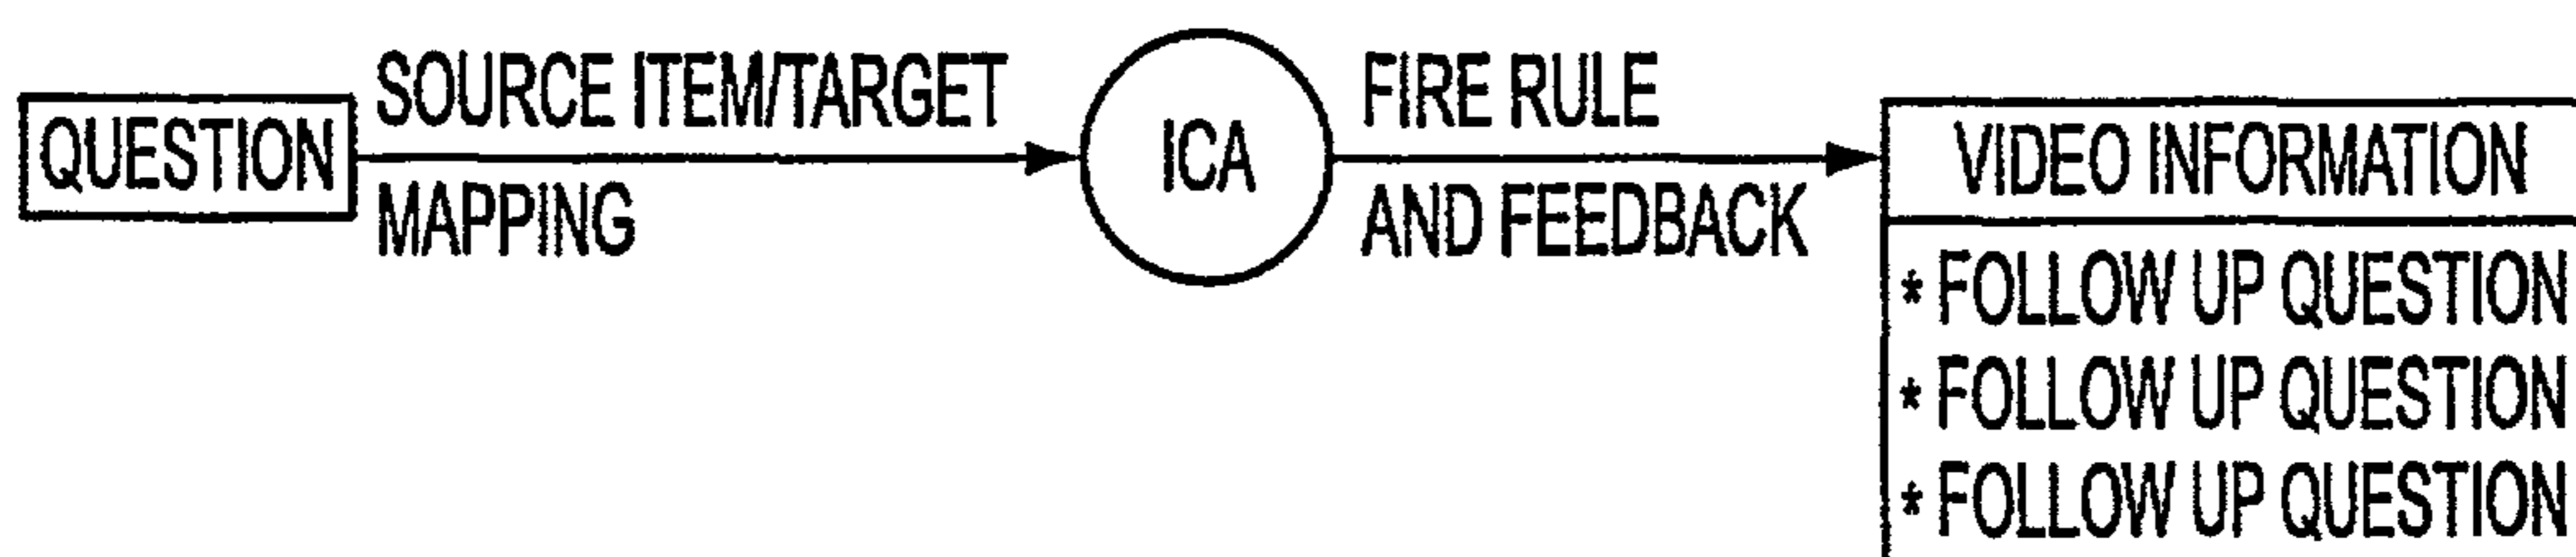 QUESTION
SOURCE ITEM/TARGET
MAPPING
ICA
FIRE RULE
AND FEEDBACK
VIDEO INFORMATION
* FOLLOW UP QUESTION
* FOLLOW UP QUESTION
* FOLLOW UP QUESTION